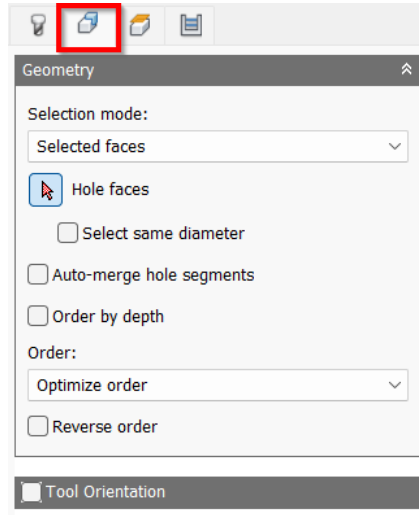 Geometry
Selection mode:
Selected faces
Hole faces
Select same diameter
Auto-merge hole segments
Order by depth
Order:
Optimize order
Reverse order
Tool Orientation